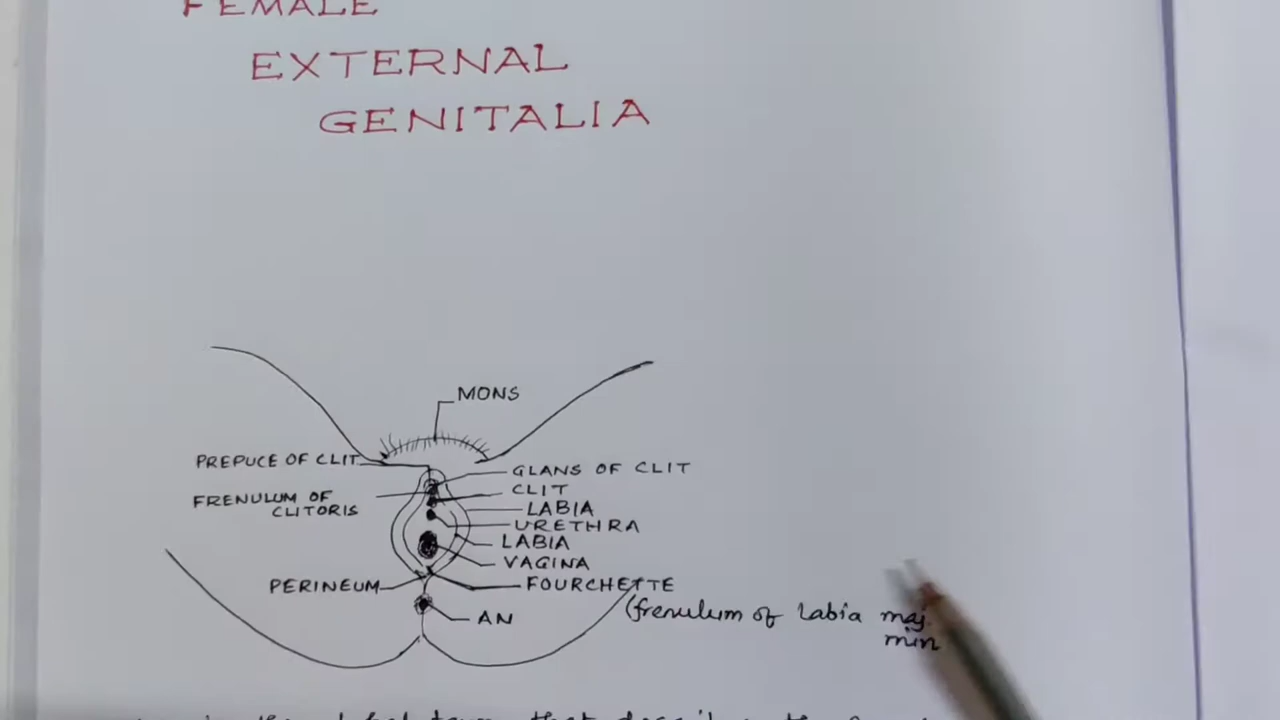 FEMALE
EXTERNAL
GENITALIA
MONS
PREPUCE OF CLIT
GLANS OF CLIT
FRENULUM OF
CLITORIS
CLIT
LABIA
URETHRA
LABIA
VAGINA
PERINEUM
FOURCHETTE
(frenulum of labia maj.
min
AN